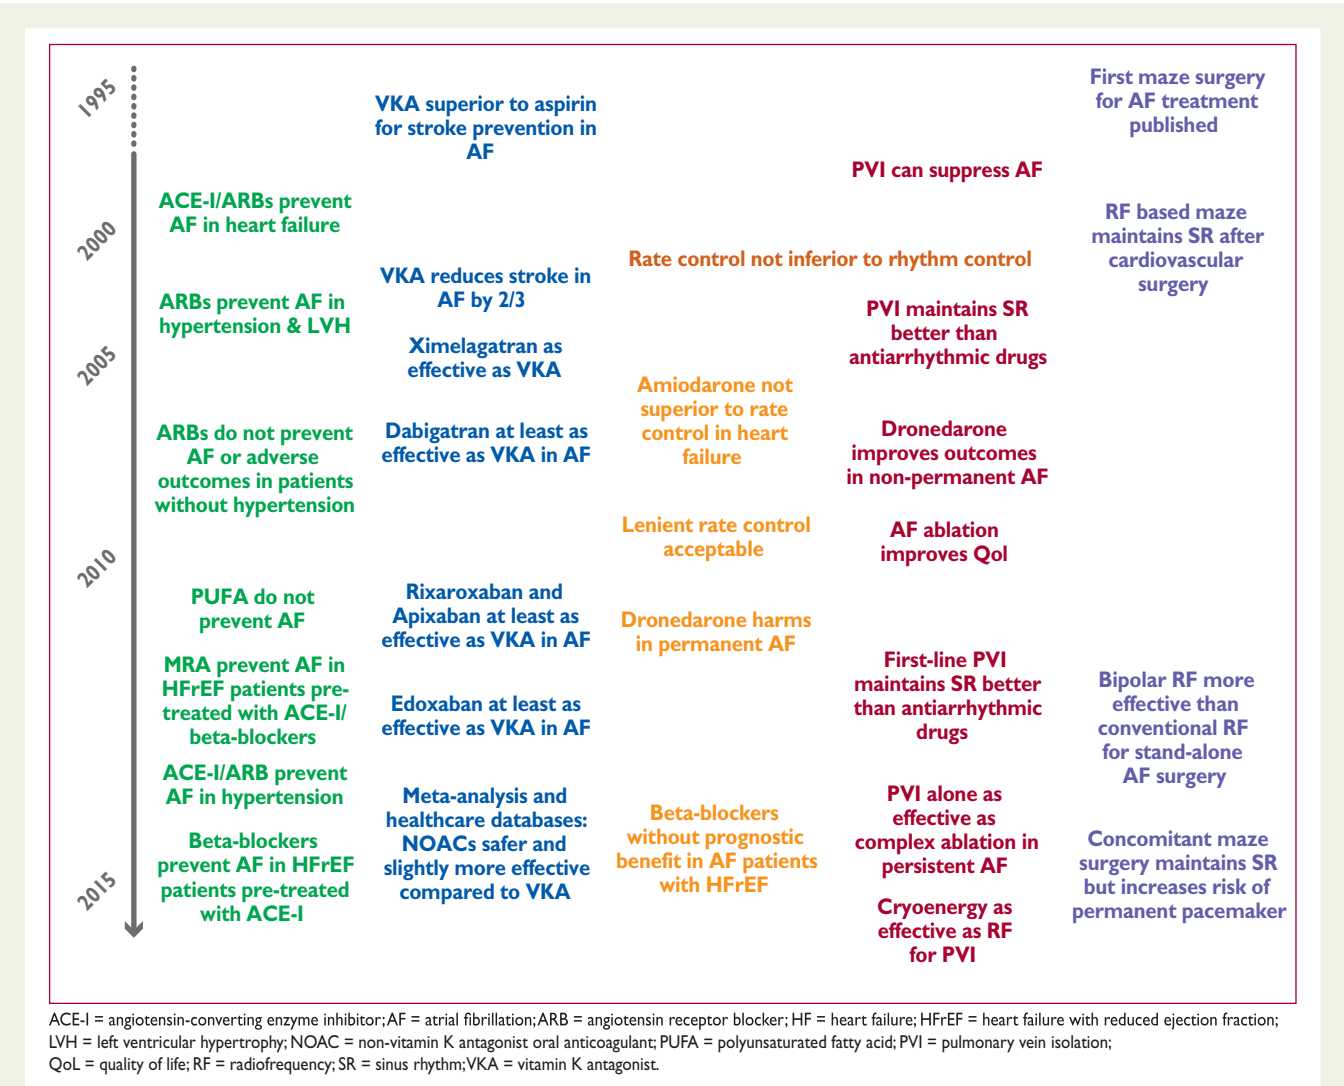 1995
2000
2005
2010
2015
ACE-I/ARBs prevent
AF in heart failure
ARBs prevent AF in
hypertension & LVH
ARBs do not prevent
AF or adverse
outcomes in patients
without hypertension
PUFA do not
prevent AF
MRA prevent AF in
HFrEF patients pre-
treated with ACE-I/
beta-blockers
ACE-I/ARB prevent
AF in hypertension
Beta-blockers
prevent AF in HFrEF
patients pre-treated
with ACE-I
VKA superior to aspirin
for stroke prevention in
AF
VKA reduces stroke in
AF by 2/3
Ximelagatran as
effective as VKA
Dabigatran at least as
effective as VKA in AF
Rixaroxaban and
Apixaban at least as
effective as VKA in AF
Edoxaban at least as
effective as VKA in AF
Meta-analysis and
healthcare databases:
NOACs safer and
slightly more effective
compared to VKA
Rate control not inferior to rhythm control
Amiodarone not
superior to rate
control in heart
failure
Lenient rate control
acceptable
Dronedarone harms
in permanent AF
Beta-blockers
without prognostic
benefit in AF patients
with HFrEF
PVI can suppress AF
PVI maintains SR
better than
antiarrhythmic drugs
Dronedarone
improves outcomes
in non-permanent AF
AF ablation
improves Qol
First-line PVI
maintains SR better
than antiarrhythmic
drugs
PVI alone as
effective as
complex ablation in
persistent AF
Cryoenergy as
effective as RF
for PVI
First maze surgery
for AF treatment
published
RF based maze
maintains SR after
cardiovascular
surgery
Bipolar RF more
effective than
conventional RF
for stand-alone
AF surgery
Concomitant maze
surgery maintains SR
but increases risk of
permanent pacemaker
ACE-I = angiotensin-converting enzyme inhibitor; AF = atrial fibrillation; ARB = angiotensin receptor blocker; HF = heart failure; HFrEF = heart failure with reduced ejection fraction;
LVH = left ventricular hypertrophy; NOAC = non-vitamin K antagonist oral anticoagulant; PUFA = polyunsaturated fatty acid; PVI = pulmonary vein isolation;
QoL = quality of life; RF = radiofrequency; SR = sinus rhythm; VKA = vitamin K antagonist.